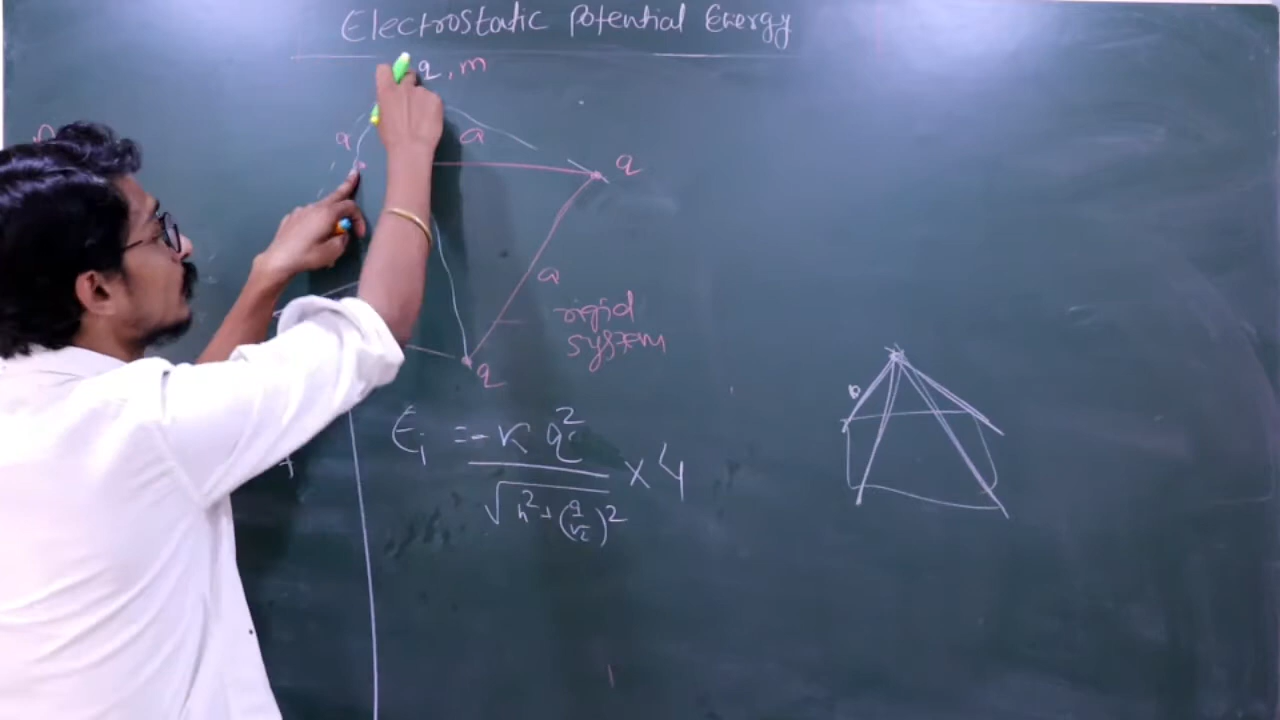 Electrostatic Potential Energy
q, m
q a
q
a
rigid
system
q
Ei = - K q²
√h² + (a/√2)² × 4